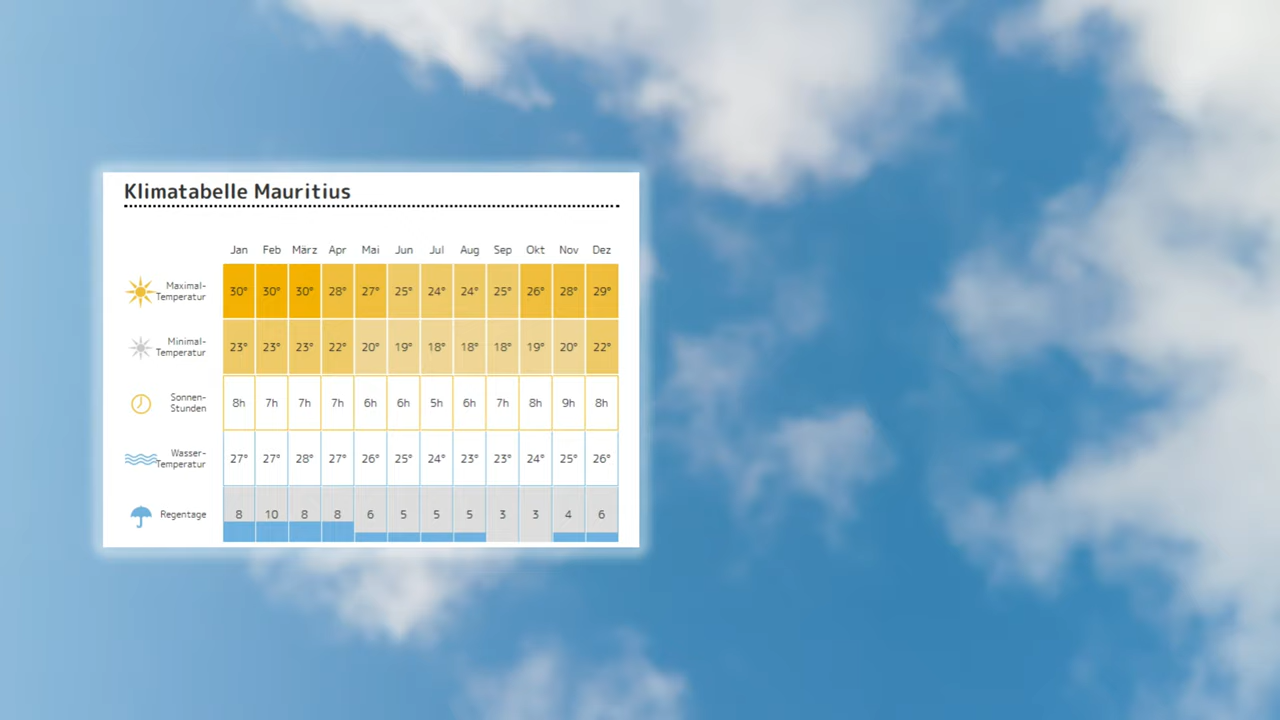 Klimatabelle Mauritius
Jan Feb März Apr Mai Jun Jul Aug Sep Okt Nov Dez
Maximal-
Temperatur
30° 30° 30° 28° 27° 25° 24° 24° 25° 26° 28° 29°
Minimal-
Temperatur
23° 23° 23° 22° 20° 19° 18° 18° 18° 19° 20° 22°
Sonnen-
Stunden
8h 7h 7h 7h 6h 6h 5h 6h 7h 8h 9h 8h
Wasser-
Temperatur
27° 27° 28° 27° 26° 25° 24° 23° 23° 24° 25° 26°
Regentage
8 10 8 8 6 5 5 5 3 3 4 6